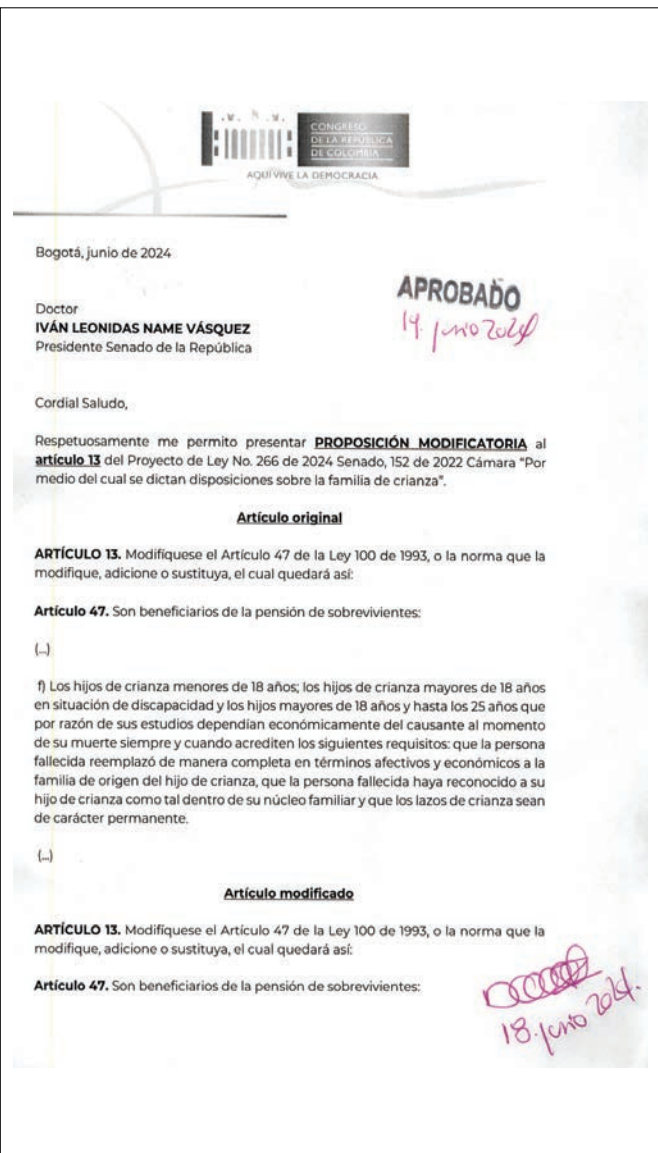 CONGRESO
DE LA REPÚBLICA
DE COLOMBIA
AQUÍ VIVE LA DEMOCRACIA
Bogotá, junio de 2024
APROBADO
19. junio 2024
Doctor
IVÁN LEONIDAS NAME VÁSQUEZ
Presidente Senado de la República
Cordial Saludo,
Respetuosamente me permito presentar PROPOSICIÓN MODIFICATORIA al
artículo 13 del Proyecto de Ley No. 266 de 2024 Senado, 152 de 2022 Cámara “Por
medio del cual se dictan disposiciones sobre la familia de crianza”.
Artículo original
ARTÍCULO 13. Modifíquese el Artículo 47 de la Ley 100 de 1993, o la norma que la
modifique, adicione o sustituya, el cual quedará así:
Artículo 47. Son beneficiarios de la pensión de sobrevivientes:
(...)
f) Los hijos de crianza menores de 18 años; los hijos de crianza mayores de 18 años
en situación de discapacidad y los hijos mayores de 18 años y hasta los 25 años que
por razón de sus estudios dependían económicamente del causante al momento
de su muerte siempre y cuando acrediten los siguientes requisitos: que la persona
fallecida reemplazó de manera completa en términos afectivos y económicos a la
familia de origen del hijo de crianza, que la persona fallecida haya reconocido a su
hijo de crianza como tal dentro de su núcleo familiar y que los lazos de crianza sean
de carácter permanente.
(...)
Artículo modificado
ARTÍCULO 13. Modifíquese el Artículo 47 de la Ley 100 de 1993, o la norma que la
modifique, adicione o sustituya, el cual quedará así:
Artículo 47. Son beneficiarios de la pensión de sobrevivientes:
18. junio 2024.